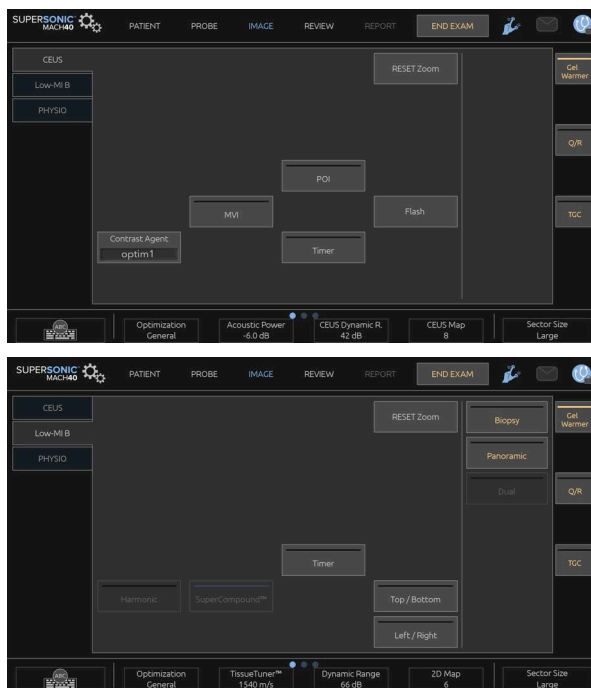 SUPERSONIC™
MACH40
PATIENT PROBE IMAGE REVIEW REPORT END EXAM
CEUS
Low-MI B
PHYSIO
RESET Zoom
Gel
Warmer
Q/R
POI
MVI
Flash
TGC
Contrast Agent
optim1
Timer
ABC
Optimization
General
Acoustic Power
-6.0 dB
CEUS Dynamic R.
42 dB
CEUS Map
8
Sector Size
Large
SUPERSONIC™
MACH40
PATIENT PROBE IMAGE REVIEW REPORT END EXAM
CEUS
Low-MI B
PHYSIO
RESET Zoom
Biopsy
Gel
Warmer
Panoramic
Dual
Q/R
Timer
TGC
Harmonic
SuperCompound™
Top / Bottom
Left / Right
ABC
Optimization
General
TissueTuner™
1540 m/s
Dynamic Range
66 dB
2D Map
6
Sector Size
Large